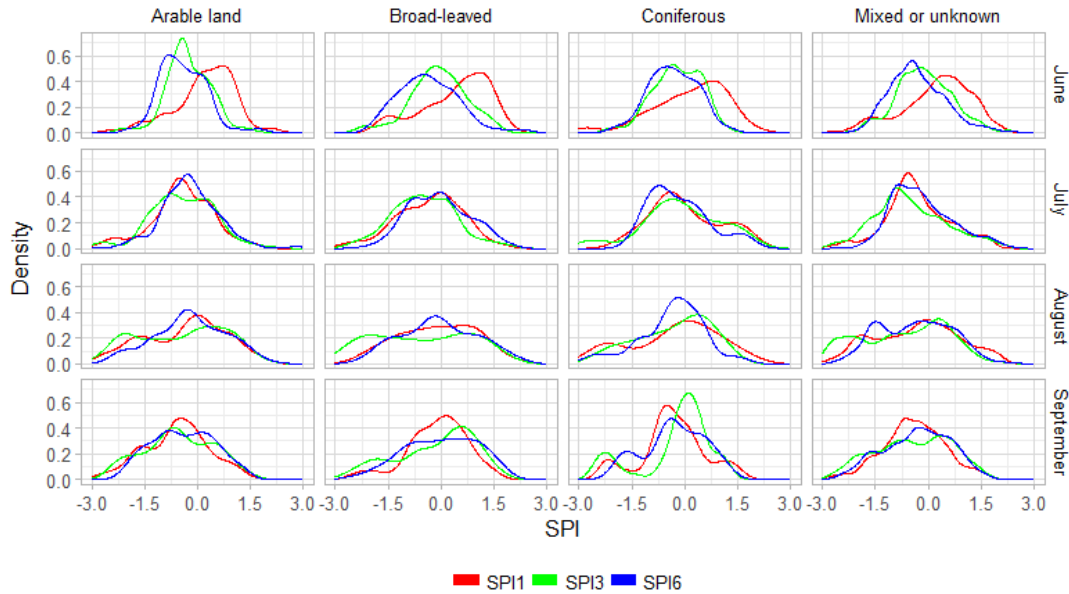 Arable land Broad-leaved Coniferous Mixed or unknown
0.6
0.4
0.2
0.0
June
0.6
0.4
0.2
0.0
July
Density
0.6
0.4
0.2
0.0
August
0.6
0.4
0.2
0.0
September
-3.0 -1.5 0.0 1.5 3.0 -3.0 -1.5 0.0 1.5 3.0 -3.0 -1.5 0.0 1.5 3.0 -3.0 -1.5 0.0 1.5 3.0
SPI
SPI1 SPI3 SPI6